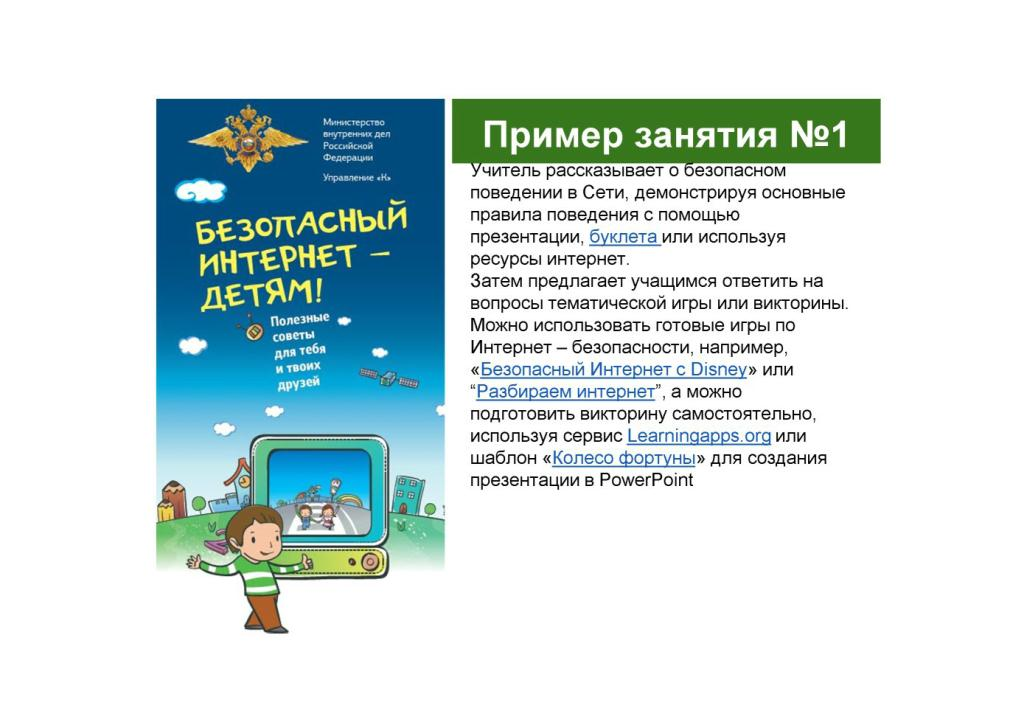 Министерство
внутренних дел
Российской
Федерации
Управление «К»
БЕЗОПАСНЫЙ
ИНТЕРНЕТ –
ДЕТЯМ!
Полезные
советы
для тебя
и твоих
друзей
Пример занятия №1
Учитель рассказывает о безопасном
поведении в Сети, демонстрируя основные
правила поведения с помощью
презентации, буклета или используя
ресурсы интернет.
Затем предлагает учащимся ответить на
вопросы тематической игры или викторины.
Можно использовать готовые игры по
Интернет – безопасности, например,
«Безопасный Интернет с Disney» или
“Разбираем интернет”, а можно
подготовить викторину самостоятельно,
используя сервис Learningapps.org или
шаблон «Колесо фортуны» для создания
презентации в PowerPoint